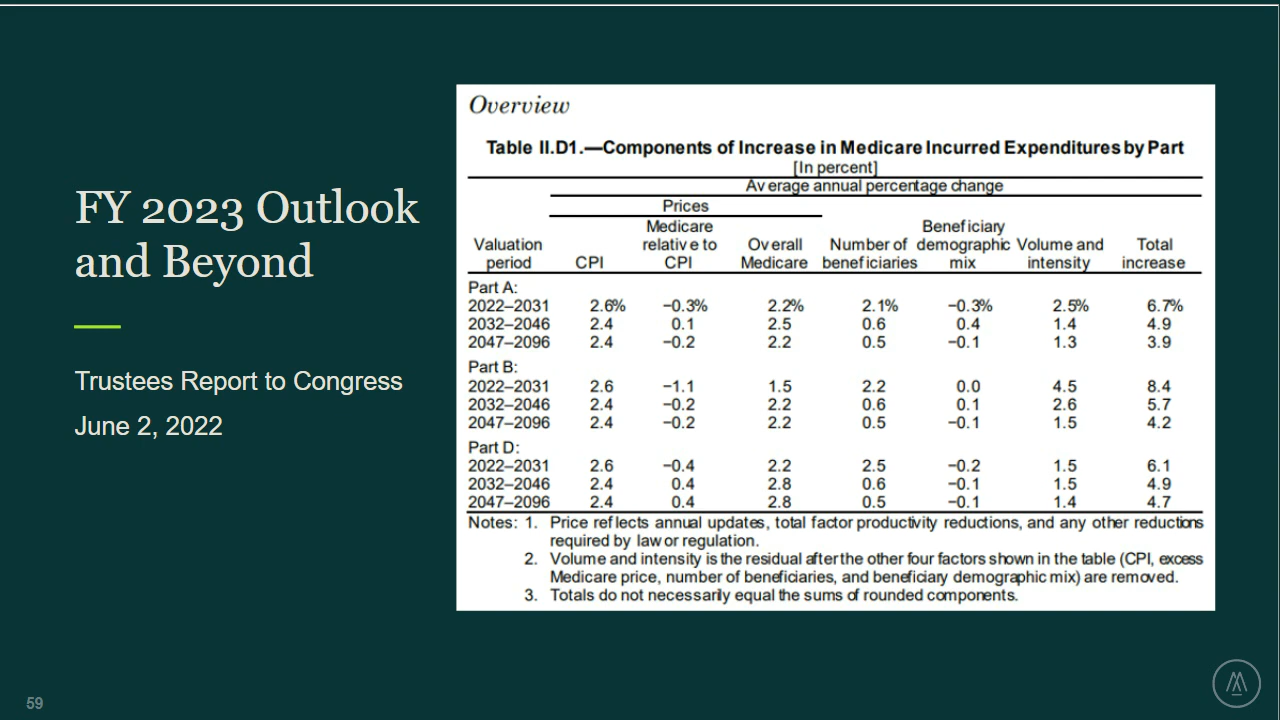 FY 2023 Outlook
and Beyond
Trustees Report to Congress
June 2, 2022
Overview
Table II.D1.—Components of Increase in Medicare Incurred Expenditures by Part
[In percent]
Average annual percentage change
Prices
Valuation period CPI Medicare relative to CPI Overall Medicare Number of beneficiaries Beneficiary demographic mix Volume and intensity Total increase
Part A:
2022–2031 2.6% −0.3% 2.2% 2.1% −0.3% 2.5% 6.7%
2032–2046 2.4 0.1 2.5 0.6 0.4 1.4 4.9
2047–2096 2.4 −0.2 2.2 0.5 −0.1 1.3 3.9
Part B:
2022–2031 2.6 −1.1 1.5 2.2 0.0 4.5 8.4
2032–2046 2.4 −0.2 2.2 0.6 0.1 2.6 5.7
2047–2096 2.4 −0.2 2.2 0.5 −0.1 1.5 4.2
Part D:
2022–2031 2.6 −0.4 2.2 2.5 −0.2 1.5 6.1
2032–2046 2.4 0.4 2.8 0.6 −0.1 1.5 4.9
2047–2096 2.4 0.4 2.8 0.5 −0.1 1.4 4.7
Notes: 1. Price reflects annual updates, total factor productivity reductions, and any other reductions
required by law or regulation.
2. Volume and intensity is the residual after the other four factors shown in the table (CPI, excess
Medicare price, number of beneficiaries, and beneficiary demographic mix) are removed.
3. Totals do not necessarily equal the sums of rounded components.
59